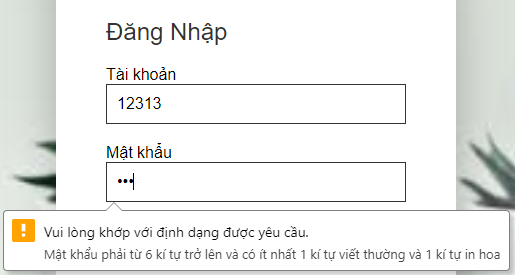 Đăng Nhập
Tài khoản
12313
Mật khẩu
•••
Vui lòng khớp với định dạng được yêu cầu.
Mật khẩu phải từ 6 kí tự trở lên và có ít nhất 1 kí tự viết thường và 1 kí tự in hoa